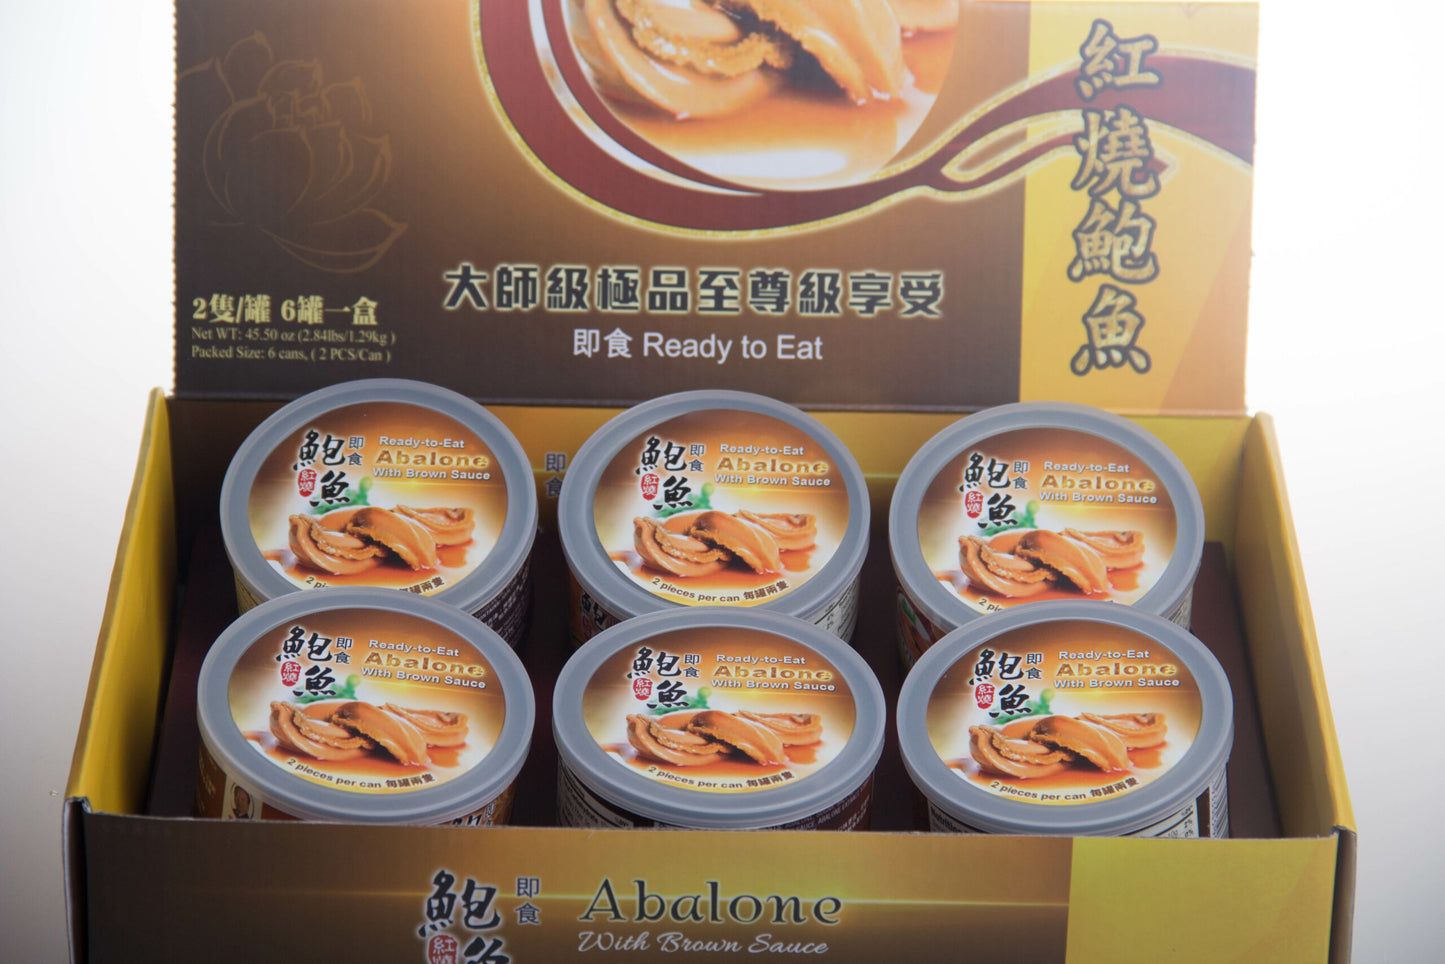 紅燒鮑魚
大師級極品至尊級享受
即食 Ready to Eat
2隻/罐 6罐一盒
Net WT: 45.50 oz (2.84lbs/1.29kg )
Packed Size: 6 cans, ( 2 PCS/Can )
即食
鮑魚
即食
紅燒
Ready-to-Eat
Abalone
With Brown Sauce
2 pieces per can 每罐兩隻
鮑魚
即食
紅燒
Ready-to-Eat
Abalone
With Brown Sauce
2 pieces per can 每罐兩隻
鮑魚
即食
紅燒
Ready-to-Eat
Abalone
With Brown Sauce
鮑魚
即食
紅燒
Ready-to-Eat
Abalone
With Brown Sauce
2 pieces per can 每罐兩隻
鮑魚
即食
紅燒
Ready-to-Eat
Abalone
With Brown Sauce
2 pieces per can 每罐兩隻
鮑魚
即食
紅燒
Ready-to-Eat
Abalone
With Brown Sauce
2 pieces per can 每罐兩隻
鮑魚
即食
紅
Abalone
With Brown Sauce